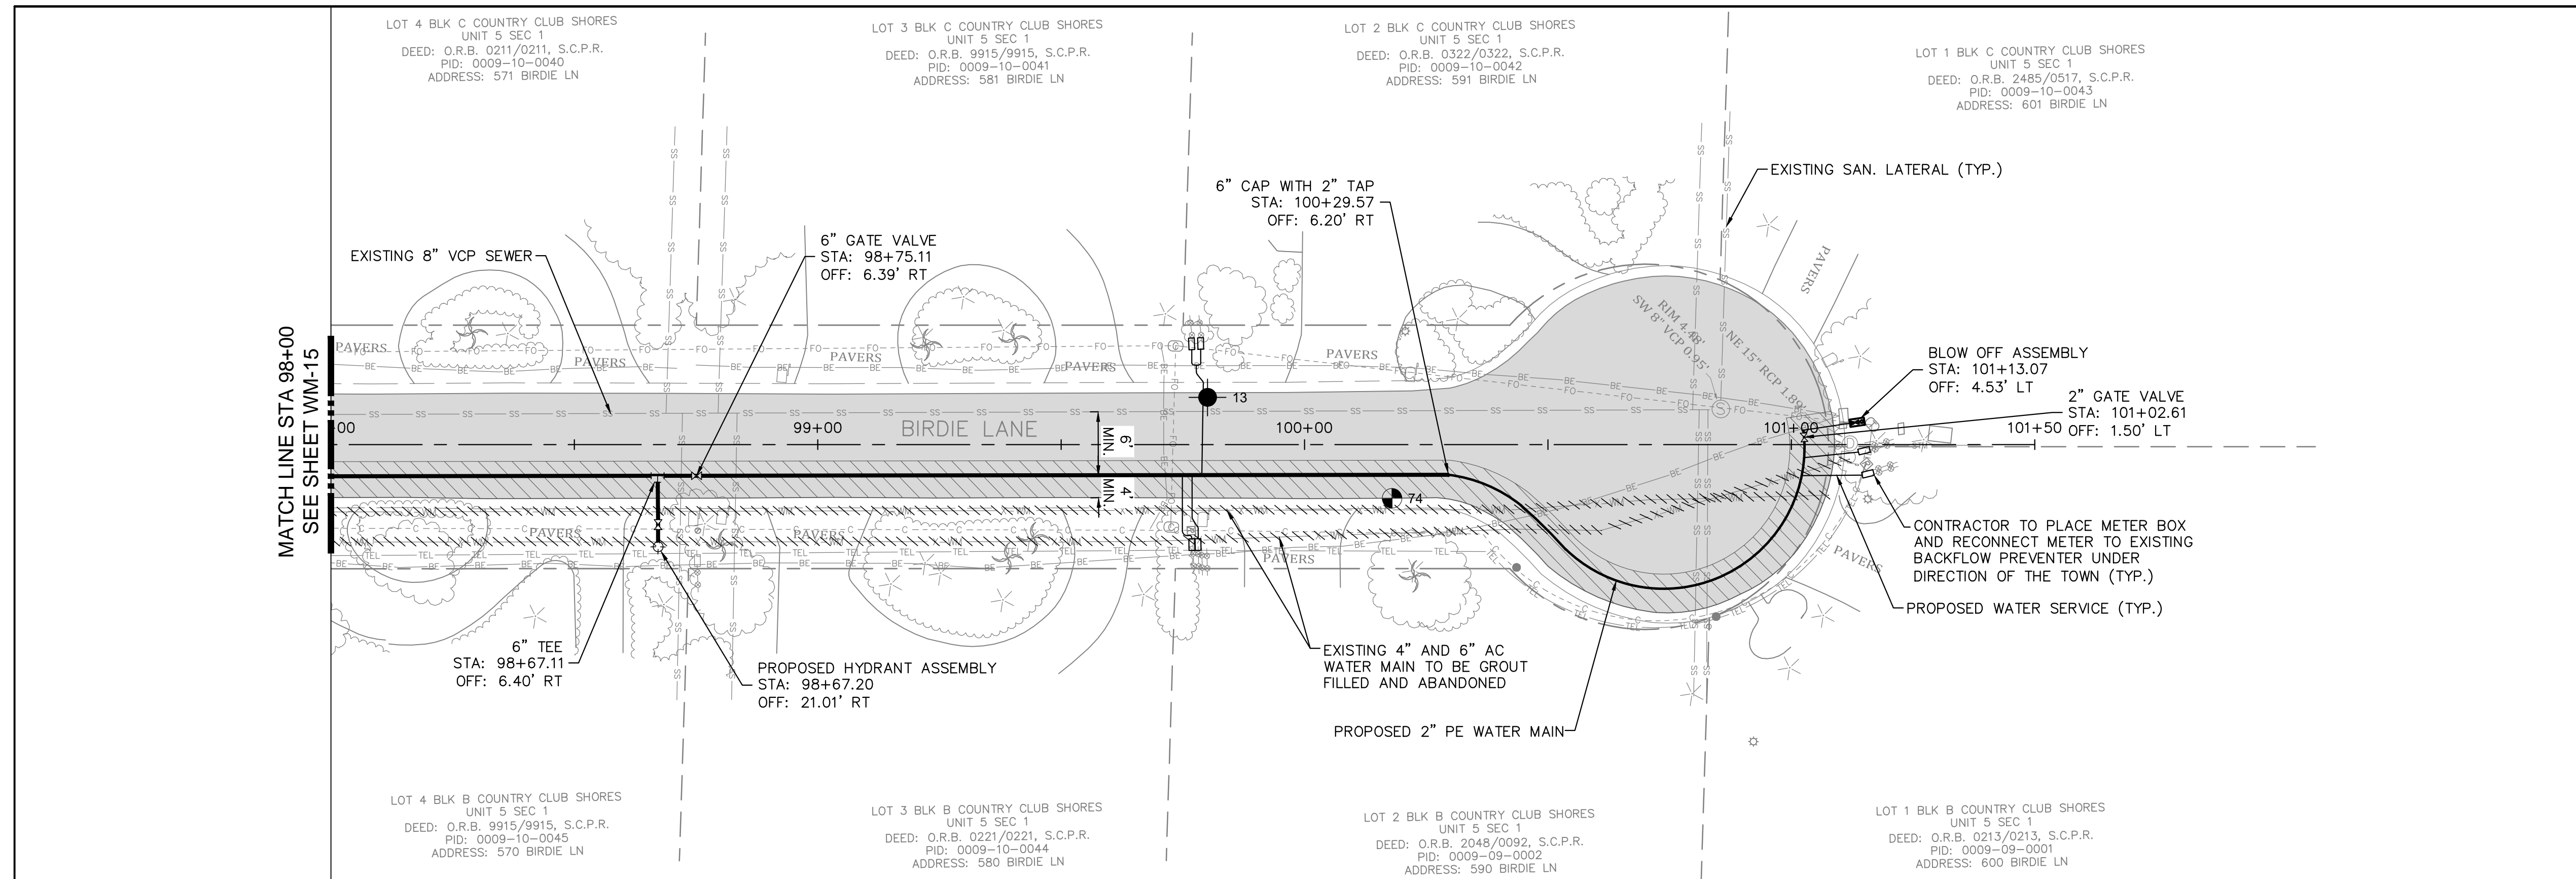 LOT 4 BLK C COUNTRY CLUB SHORES
UNIT 5 SEC 1
DEED: O.R.B. 0211/0211, S.C.P.R.
PID: 0009-10-0040
ADDRESS: 571 BIRDIE LN
LOT 3 BLK C COUNTRY CLUB SHORES
UNIT 5 SEC 1
DEED: O.R.B. 9915/9915, S.C.P.R.
PID: 0009-10-0041
ADDRESS: 581 BIRDIE LN
LOT 2 BLK C COUNTRY CLUB SHORES
UNIT 5 SEC 1
DEED: O.R.B. 0322/0322, S.C.P.R.
PID: 0009-10-0042
ADDRESS: 591 BIRDIE LN
LOT 1 BLK C COUNTRY CLUB SHORES
UNIT 5 SEC 1
DEED: O.R.B. 2485/0517, S.C.P.R.
PID: 0009-10-0043
ADDRESS: 601 BIRDIE LN
EXISTING SAN. LATERAL (TYP.)
6" CAP WITH 2" TAP
STA: 100+29.57
OFF: 6.20' RT
6" GATE VALVE
STA: 98+75.11
OFF: 6.39' RT
EXISTING 8" VCP SEWER
PAVERS
PAVERS
PAVERS
PAVERS
PAVERS
PAVERS
RIM 4.48'
SW 8" VCP 0.95'
NE 15" RCP 1.89'
BLOW OFF ASSEMBLY
STA: 101+13.07
OFF: 4.53' LT
2" GATE VALVE
STA: 101+02.61
OFF: 1.50' LT
MATCH LINE STA 98+00
SEE SHEET WM-15
00
99+00
BIRDIE LANE
100+00
101+00
101+50
13
6'
MIN.
4'
MIN.
74
S
D
PAVERS
PAVERS
PAVERS
PAVERS
CONTRACTOR TO PLACE METER BOX
AND RECONNECT METER TO EXISTING
BACKFLOW PREVENTER UNDER
DIRECTION OF THE TOWN (TYP.)
PROPOSED WATER SERVICE (TYP.)
6" TEE
STA: 98+67.11
OFF: 6.40' RT
PROPOSED HYDRANT ASSEMBLY
STA: 98+67.20
OFF: 21.01' RT
EXISTING 4" AND 6" AC
WATER MAIN TO BE GROUT
FILLED AND ABANDONED
PROPOSED 2" PE WATER MAIN
LOT 4 BLK B COUNTRY CLUB SHORES
UNIT 5 SEC 1
DEED: O.R.B. 9915/9915, S.C.P.R.
PID: 0009-10-0045
ADDRESS: 570 BIRDIE LN
LOT 3 BLK B COUNTRY CLUB SHORES
UNIT 5 SEC 1
DEED: O.R.B. 0221/0221, S.C.P.R.
PID: 0009-10-0044
ADDRESS: 580 BIRDIE LN
LOT 2 BLK B COUNTRY CLUB SHORES
UNIT 5 SEC 1
DEED: O.R.B. 2048/0092, S.C.P.R.
PID: 0009-09-0002
ADDRESS: 590 BIRDIE LN
LOT 1 BLK B COUNTRY CLUB SHORES
UNIT 5 SEC 1
DEED: O.R.B. 0213/0213, S.C.P.R.
PID: 0009-09-0001
ADDRESS: 600 BIRDIE LN